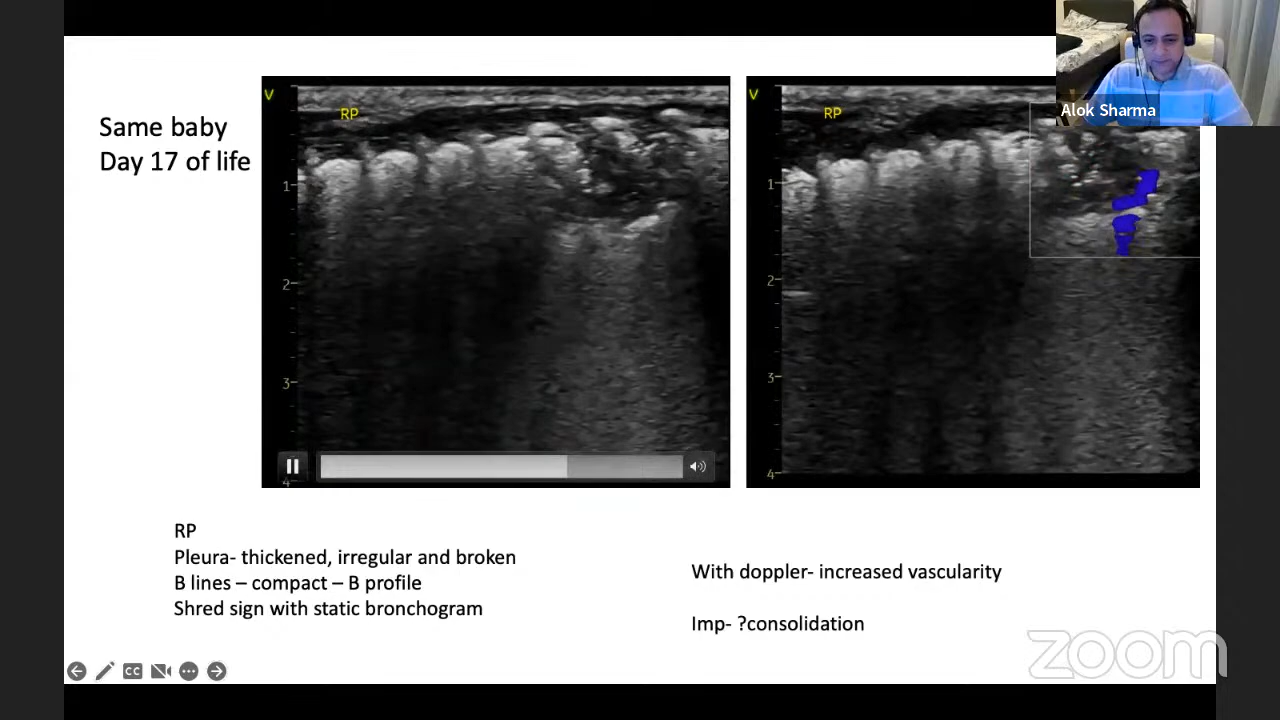 Same baby
Day 17 of life
V
RP
1
2
3
4
V
RP
1
2
3
4
Alok Sharma
RP
Pleura- thickened, irregular and broken
B lines – compact – B profile
Shred sign with static bronchogram
With doppler- increased vascularity
Imp- ?consolidation
CC
zoom